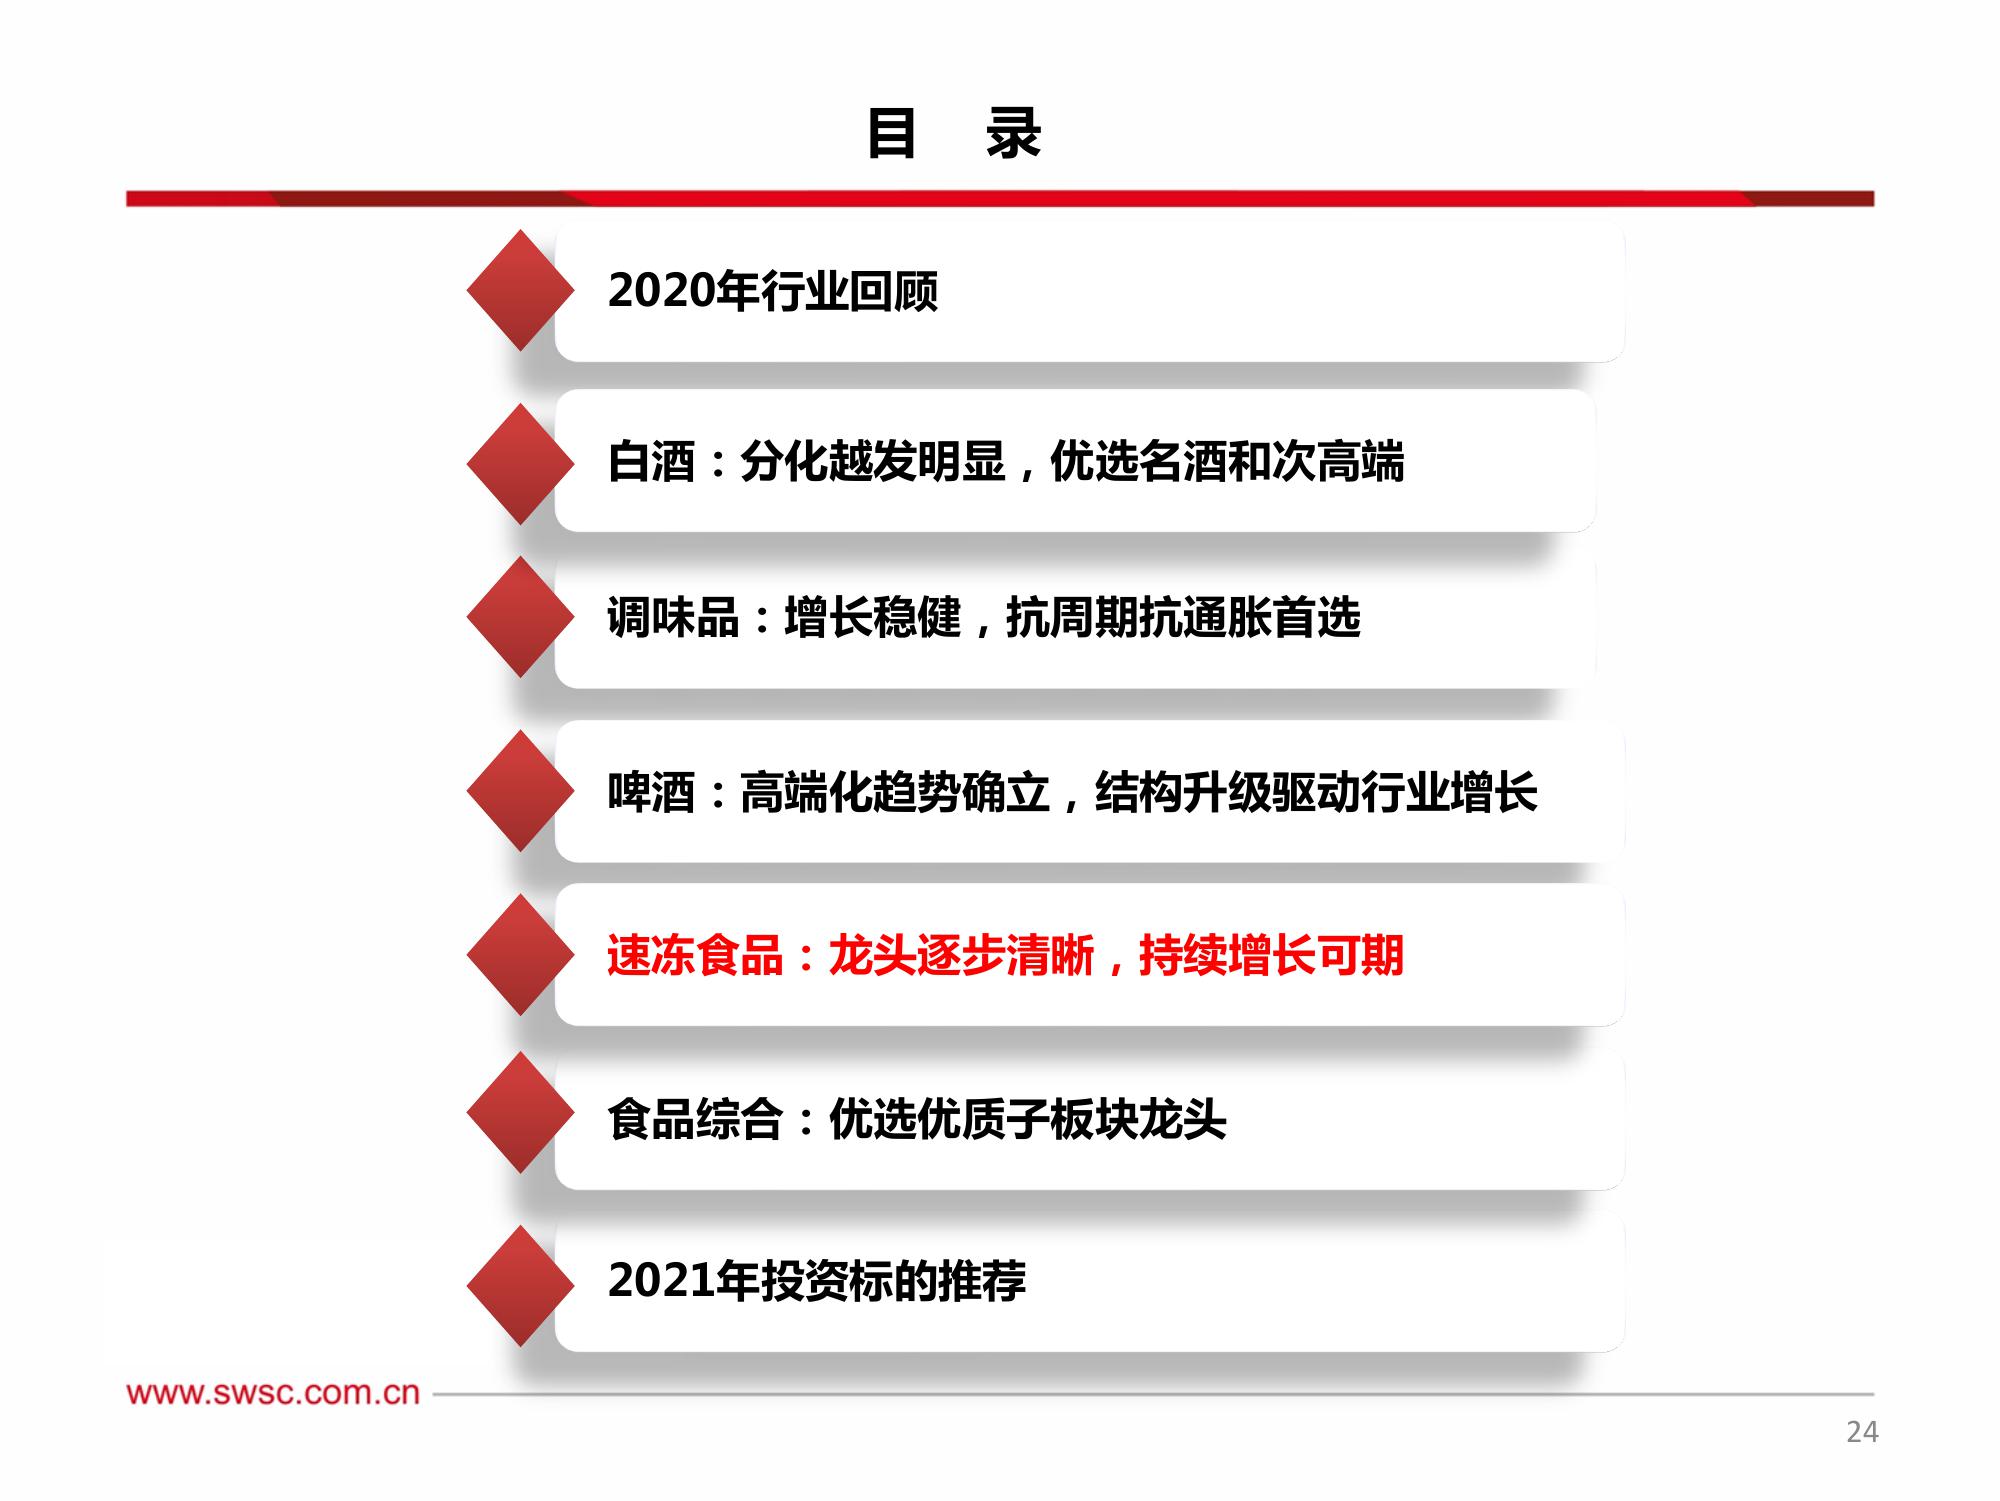 目 录
2020年行业回顾
白酒：分化越发明显，优选名酒和次高端
调味品：增长稳健，抗周期抗通胀首选
啤酒：高端化趋势确立，结构升级驱动行业增长
速冻食品：龙头逐步清晰，持续增长可期
食品综合：优选优质子板块龙头
2021年投资标的推荐
www.swsc.com.cn
24